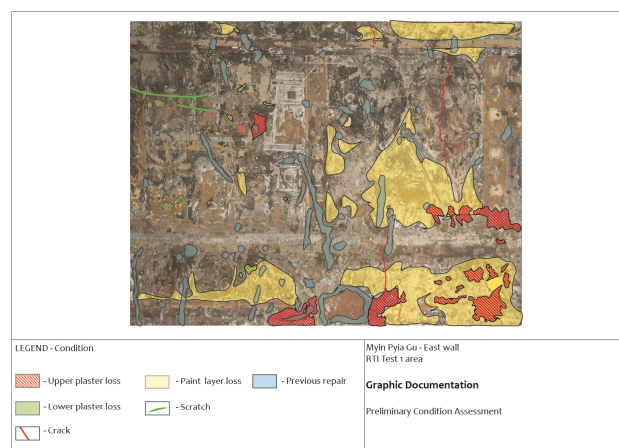 LEGEND - Condition
- Upper plaster loss
- Paint layer loss
- Previous repair
- Lower plaster loss
- Scratch
- Crack
Myin Pyia Gu - East wall
RTI Test 1 area
Graphic Documentation
Preliminary Condition Assessment